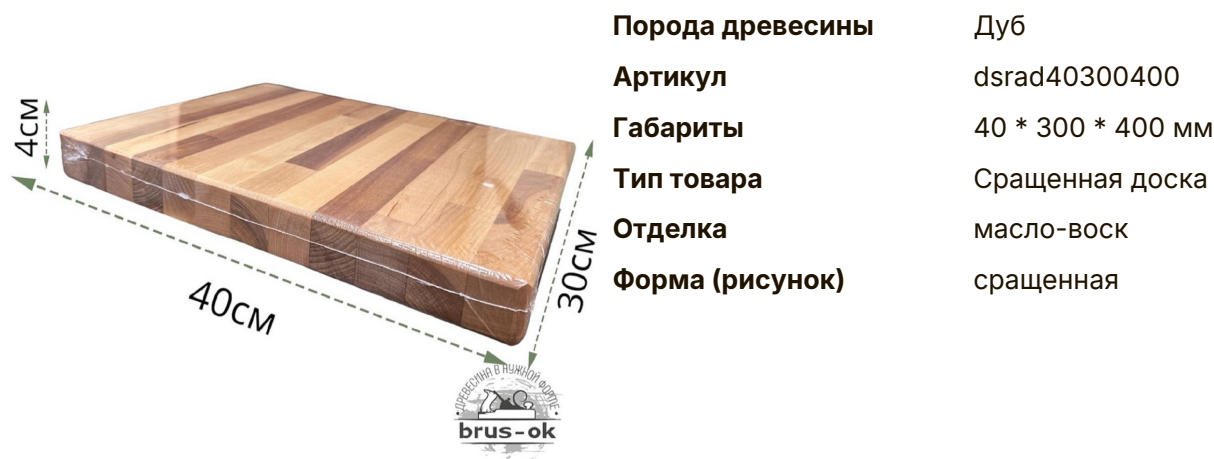 4см
40см
30см
ДРЕВЕСИНА В НУЖНОЙ ФОРМЕ
brus-ok
Порода древесины Дуб
Артикул dsrad40300400
Габариты 40 * 300 * 400 мм
Тип товара Сращенная доска
Отделка масло-воск
Форма (рисунок) сращенная